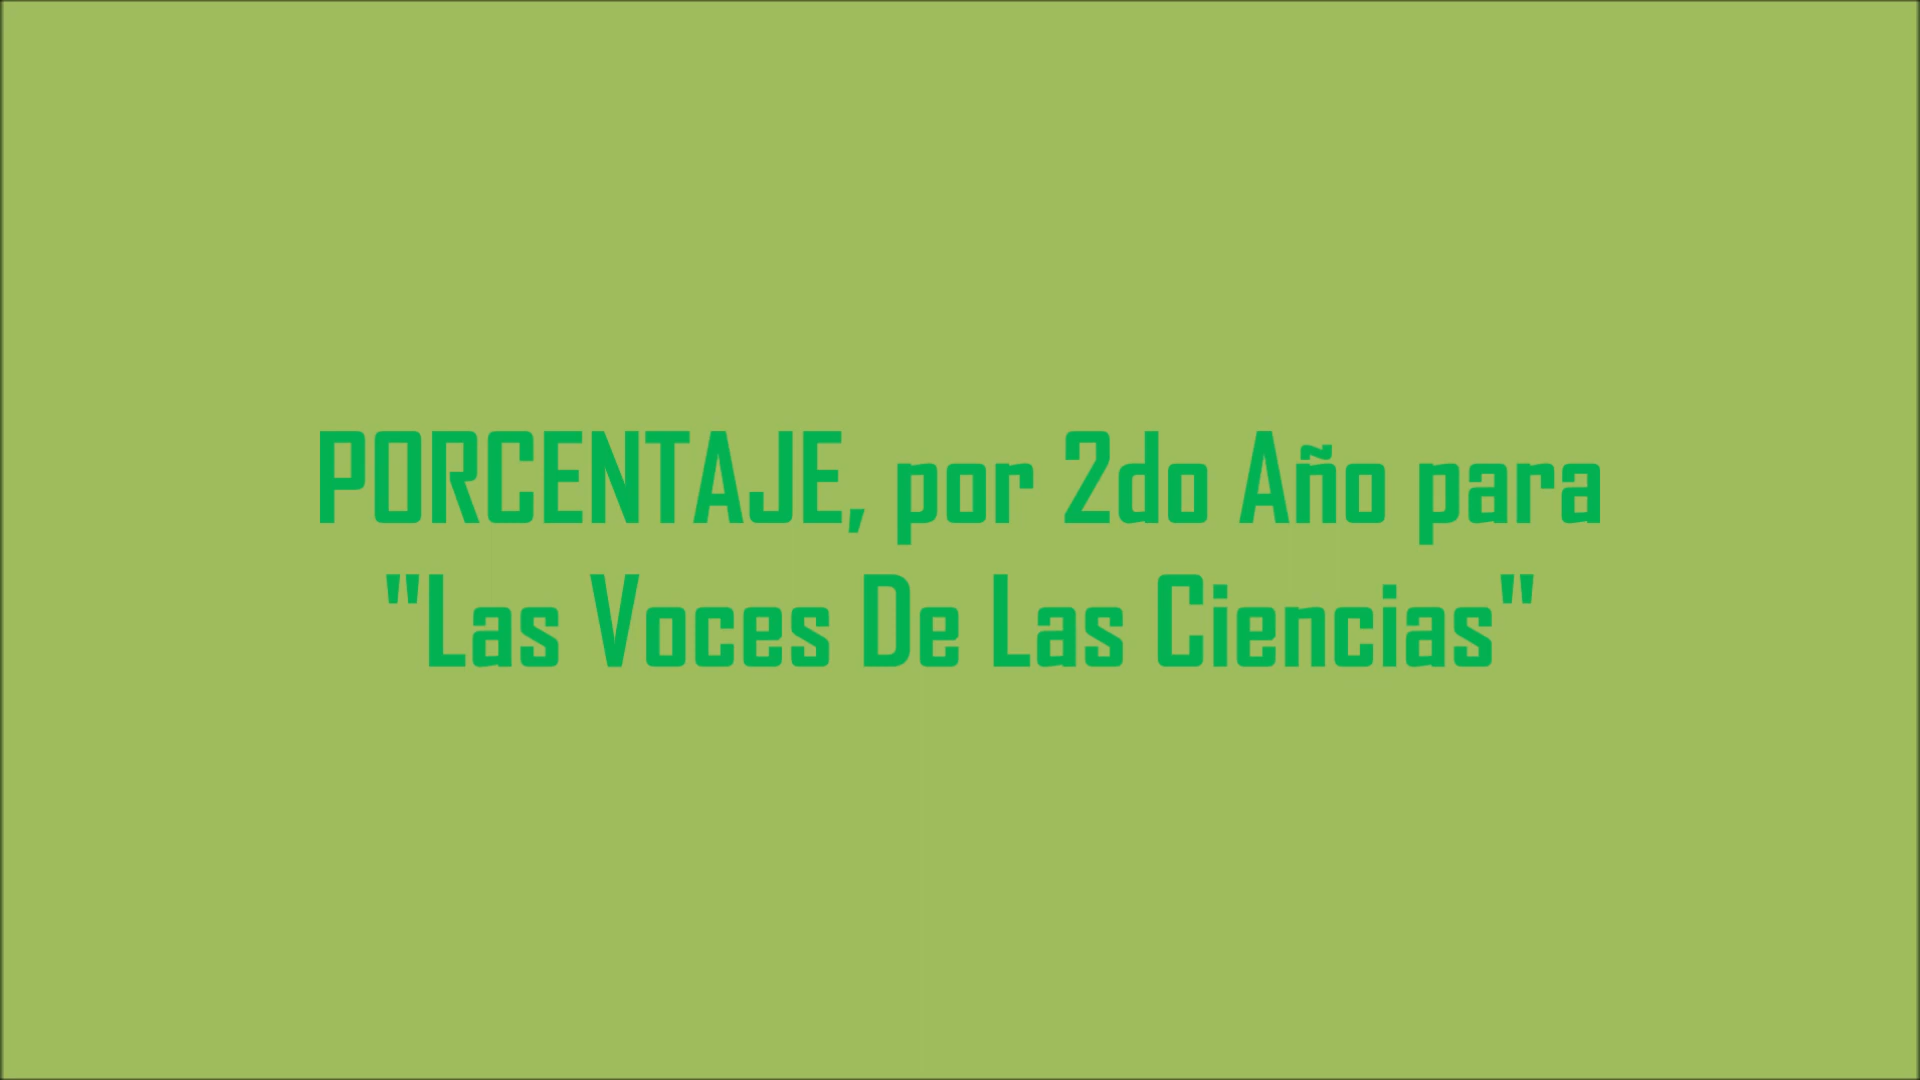 PORCENTAJE, por 2do Año para
"Las Voces De Las Ciencias"